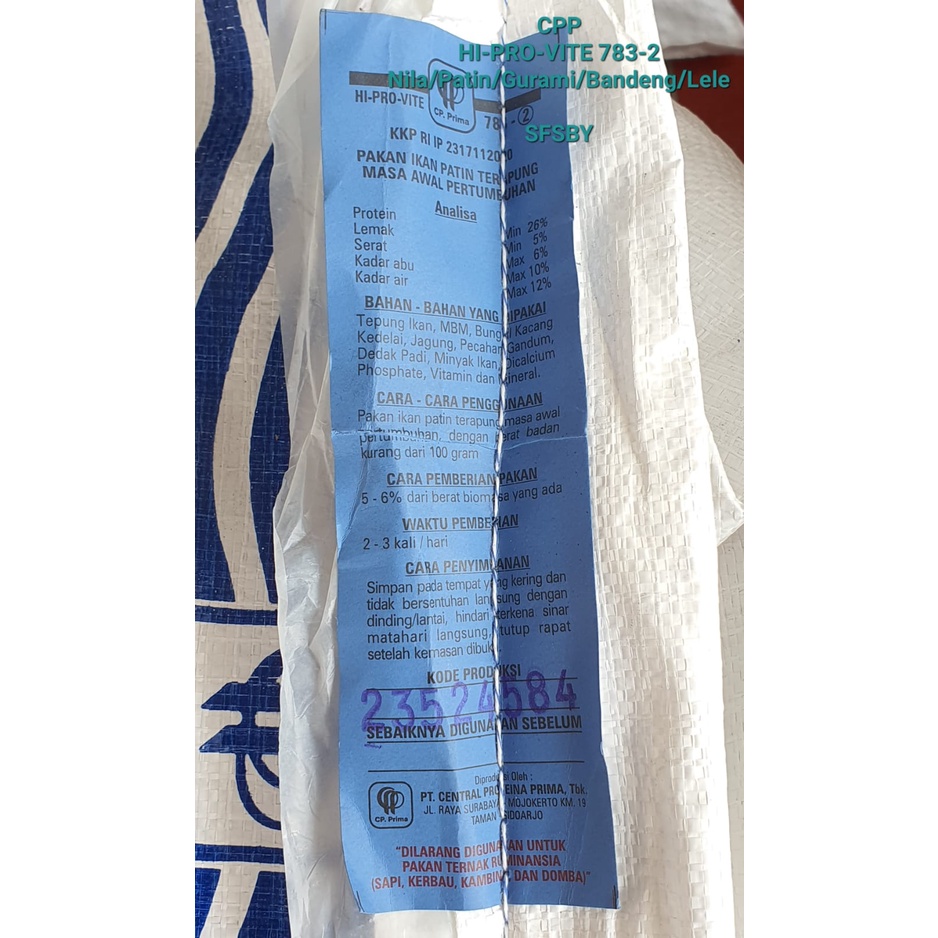 CPP
HI-PRO-VITE 783-2
Nila/Patin/Gurami/Bandeng/Lele
SFSBY
HI-PRO-VITE
CP. Prima
78 - 2
KKP RI IP 2317112
PAKAN IKAN PATIN TERAPUNG
MASA AWAL PERTUMBUHAN
Analisa
Protein Min 26%
Lemak Min 5%
Serat Max 6%
Kadar abu Max 10%
Kadar air Max 12%
BAHAN - BAHAN YANG DIPAKAI
Tepung Ikan, MBM, Bungkil Kacang
Kedelai, Jagung, Pecahan Gandum,
Dedak Padi, Minyak Ikan, Dicalcium
Phosphate, Vitamin dan Mineral.
CARA - CARA PENGGUNAAN
Pakan ikan patin terapung masa awal
pertumbuhan, dengan berat badan
kurang dari 100 gram
CARA PEMBERIAN PAKAN
5 - 6% dari berat biomasa yang ada
WAKTU PEMBERIAN
2 - 3 kali / hari
CARA PENYIMPANAN
Simpan pada tempat yang kering dan
tidak bersentuhan langsung dengan
dinding/lantai, hindari terkena sinar
matahari langsung, tutup rapat
setelah kemasan dibuka.
KODE PRODUKSI
23524584
SEBAIKNYA DIGUNAKAN SEBELUM
Diproduksi Oleh :
CP. Prima
PT. CENTRAL PROTEINA PRIMA, Tbk.
JL. RAYA SURABAYA - MOJOKERTO KM. 19
TAMAN SIDOARJO
"DILARANG DIGUNAKAN UNTUK
PAKAN TERNAK RUMINANSIA
(SAPI, KERBAU, KAMBING, DAN DOMBA)"